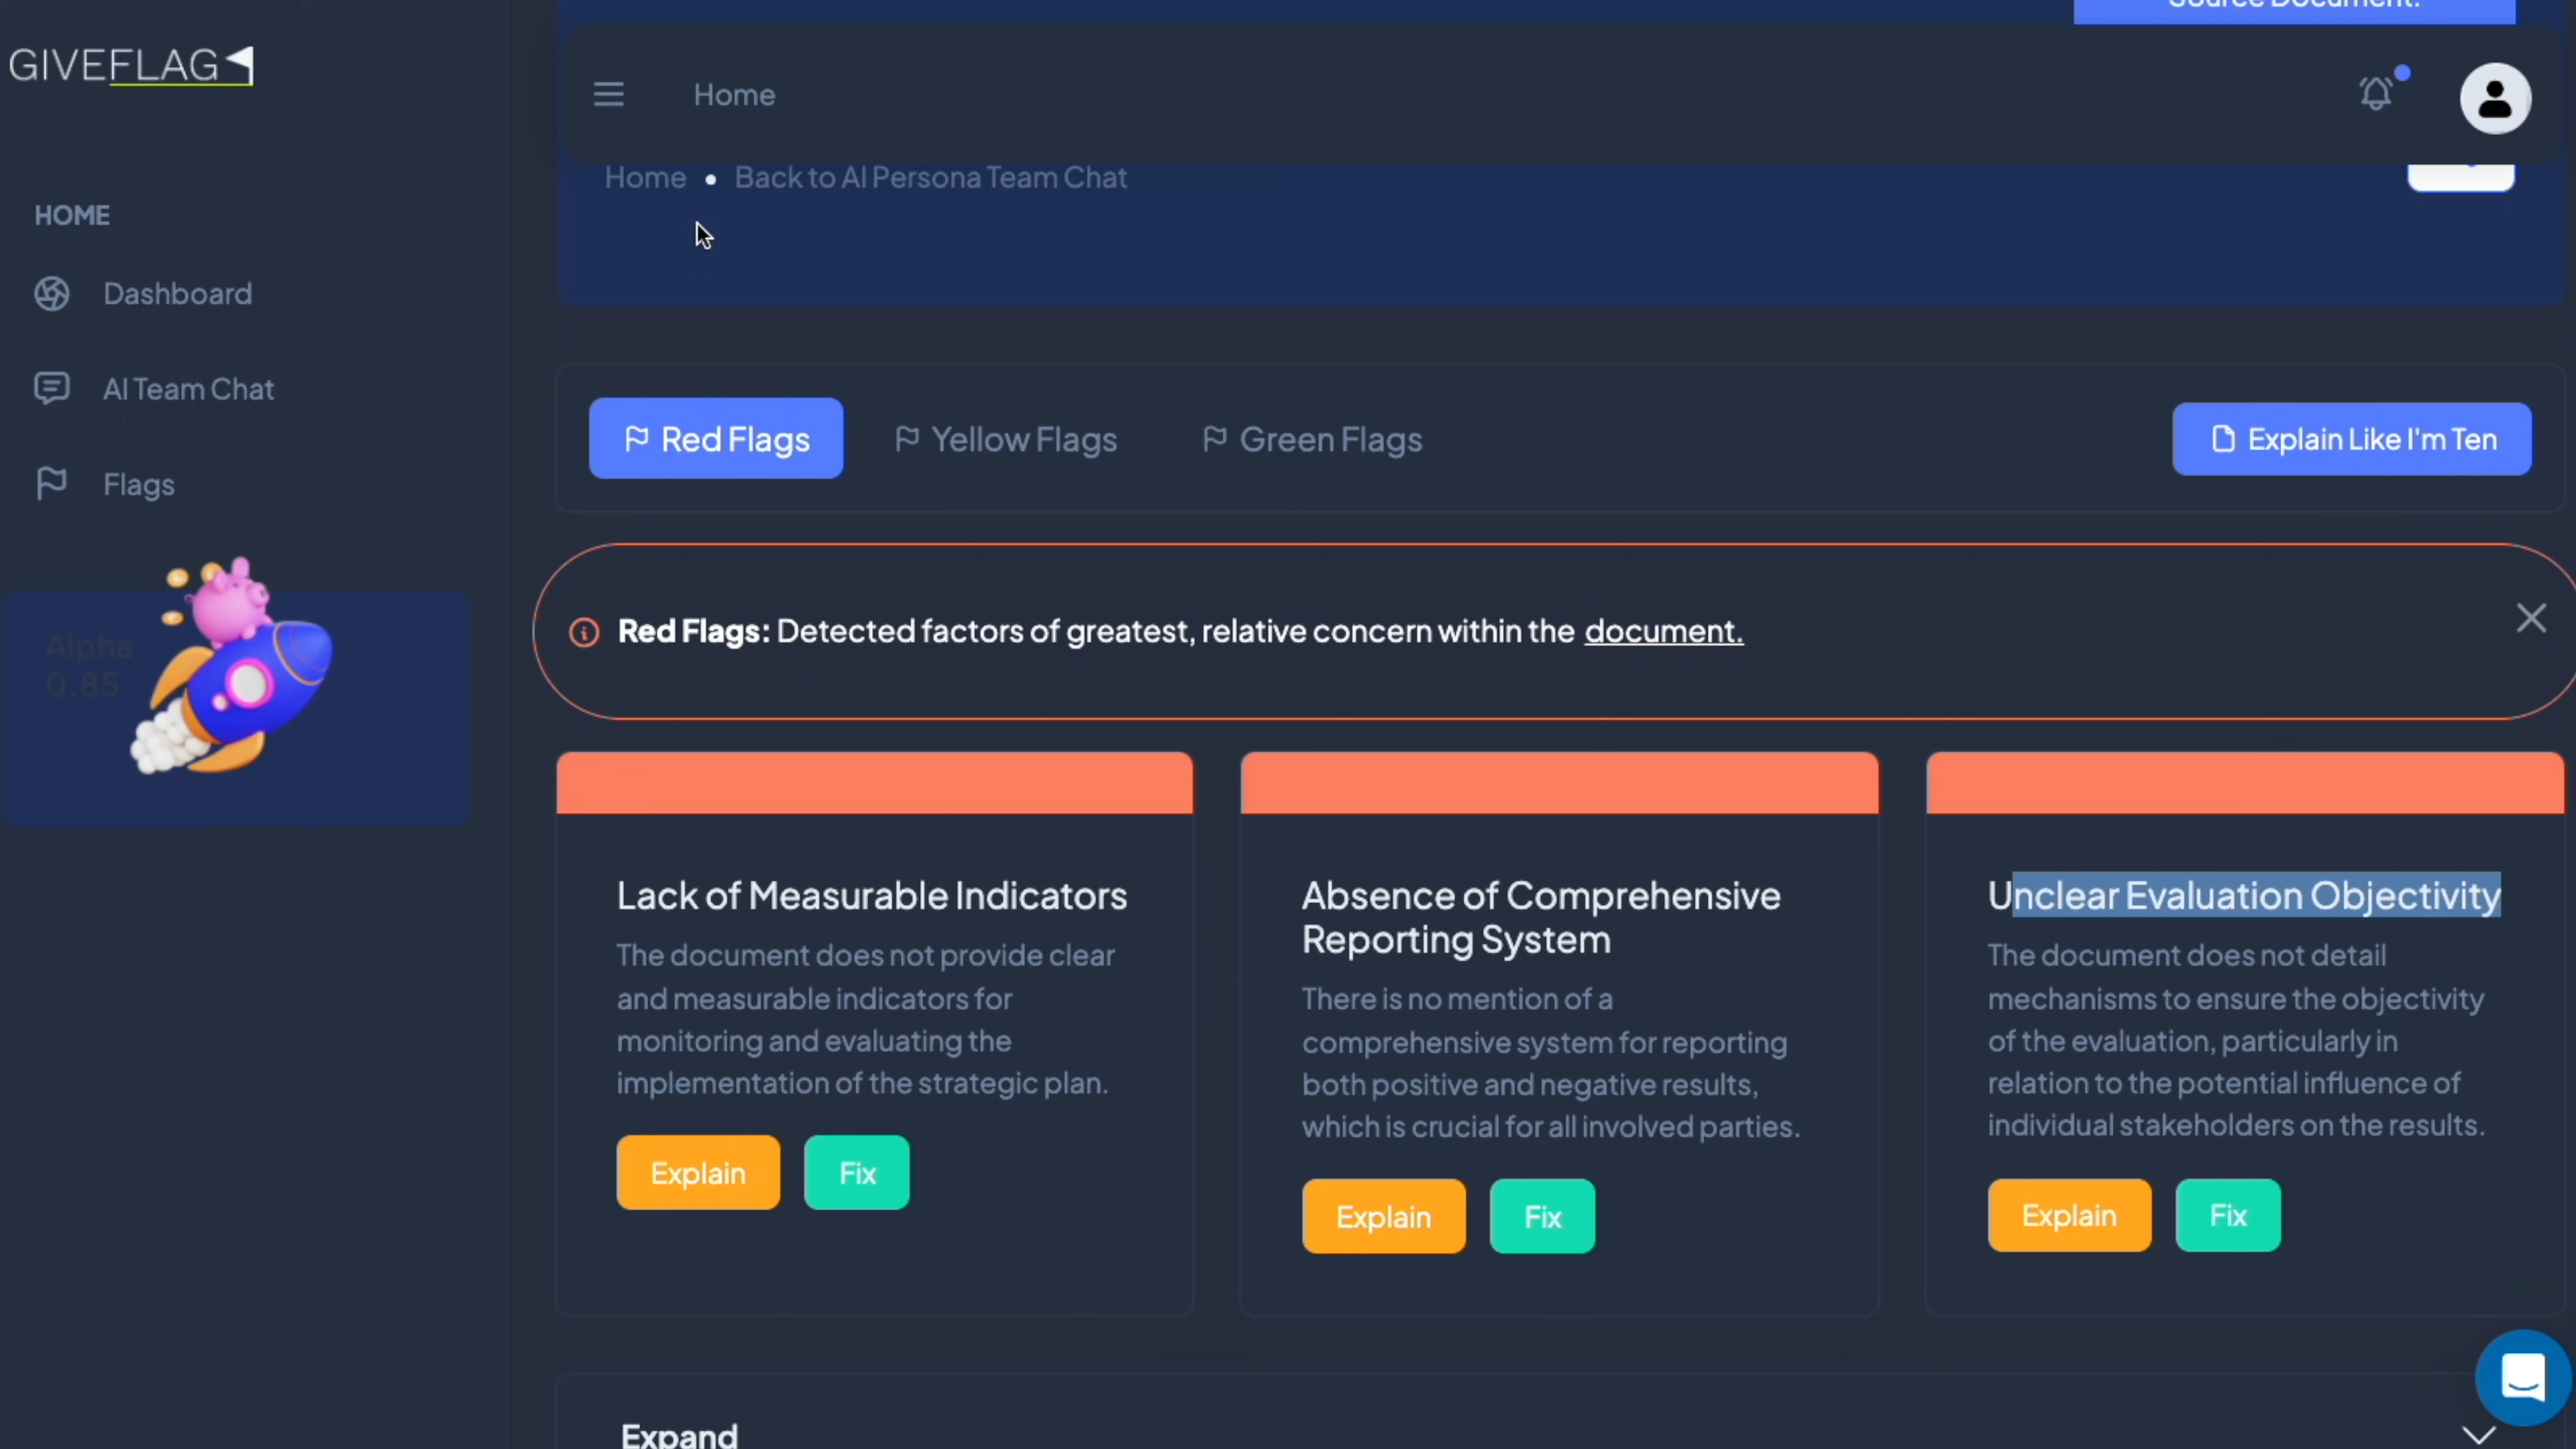 Source Document.
GIVEFLAG
Home
Home • Back to AI Persona Team Chat
HOME
Dashboard
AI Team Chat
Flags
Alpha
0.85
Red Flags
Yellow Flags
Green Flags
Explain Like I'm Ten
Red Flags: Detected factors of greatest, relative concern within the document.
Lack of Measurable Indicators
The document does not provide clear
and measurable indicators for
monitoring and evaluating the
implementation of the strategic plan.
Explain
Fix
Absence of Comprehensive
Reporting System
There is no mention of a
comprehensive system for reporting
both positive and negative results,
which is crucial for all involved parties.
Explain
Fix
Unclear Evaluation Objectivity
The document does not detail
mechanisms to ensure the objectivity
of the evaluation, particularly in
relation to the potential influence of
individual stakeholders on the results.
Explain
Fix
Expand